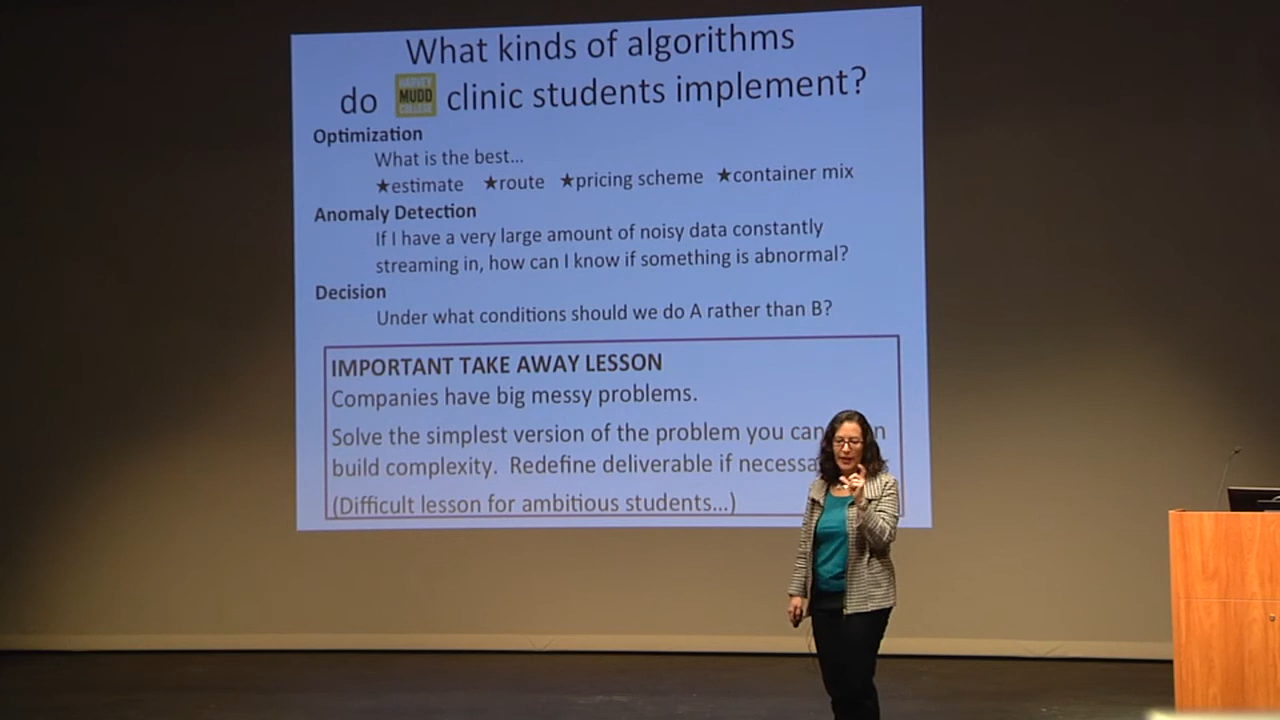 What kinds of algorithms
do HARVEY MUDD COLLEGE clinic students implement?
Optimization
What is the best...
★estimate ★route ★pricing scheme ★container mix
Anomaly Detection
If I have a very large amount of noisy data constantly
streaming in, how can I know if something is abnormal?
Decision
Under what conditions should we do A rather than B?
IMPORTANT TAKE AWAY LESSON
Companies have big messy problems.
Solve the simplest version of the problem you can
build complexity. Redefine deliverable if
(Difficult lesson for ambitious students...)